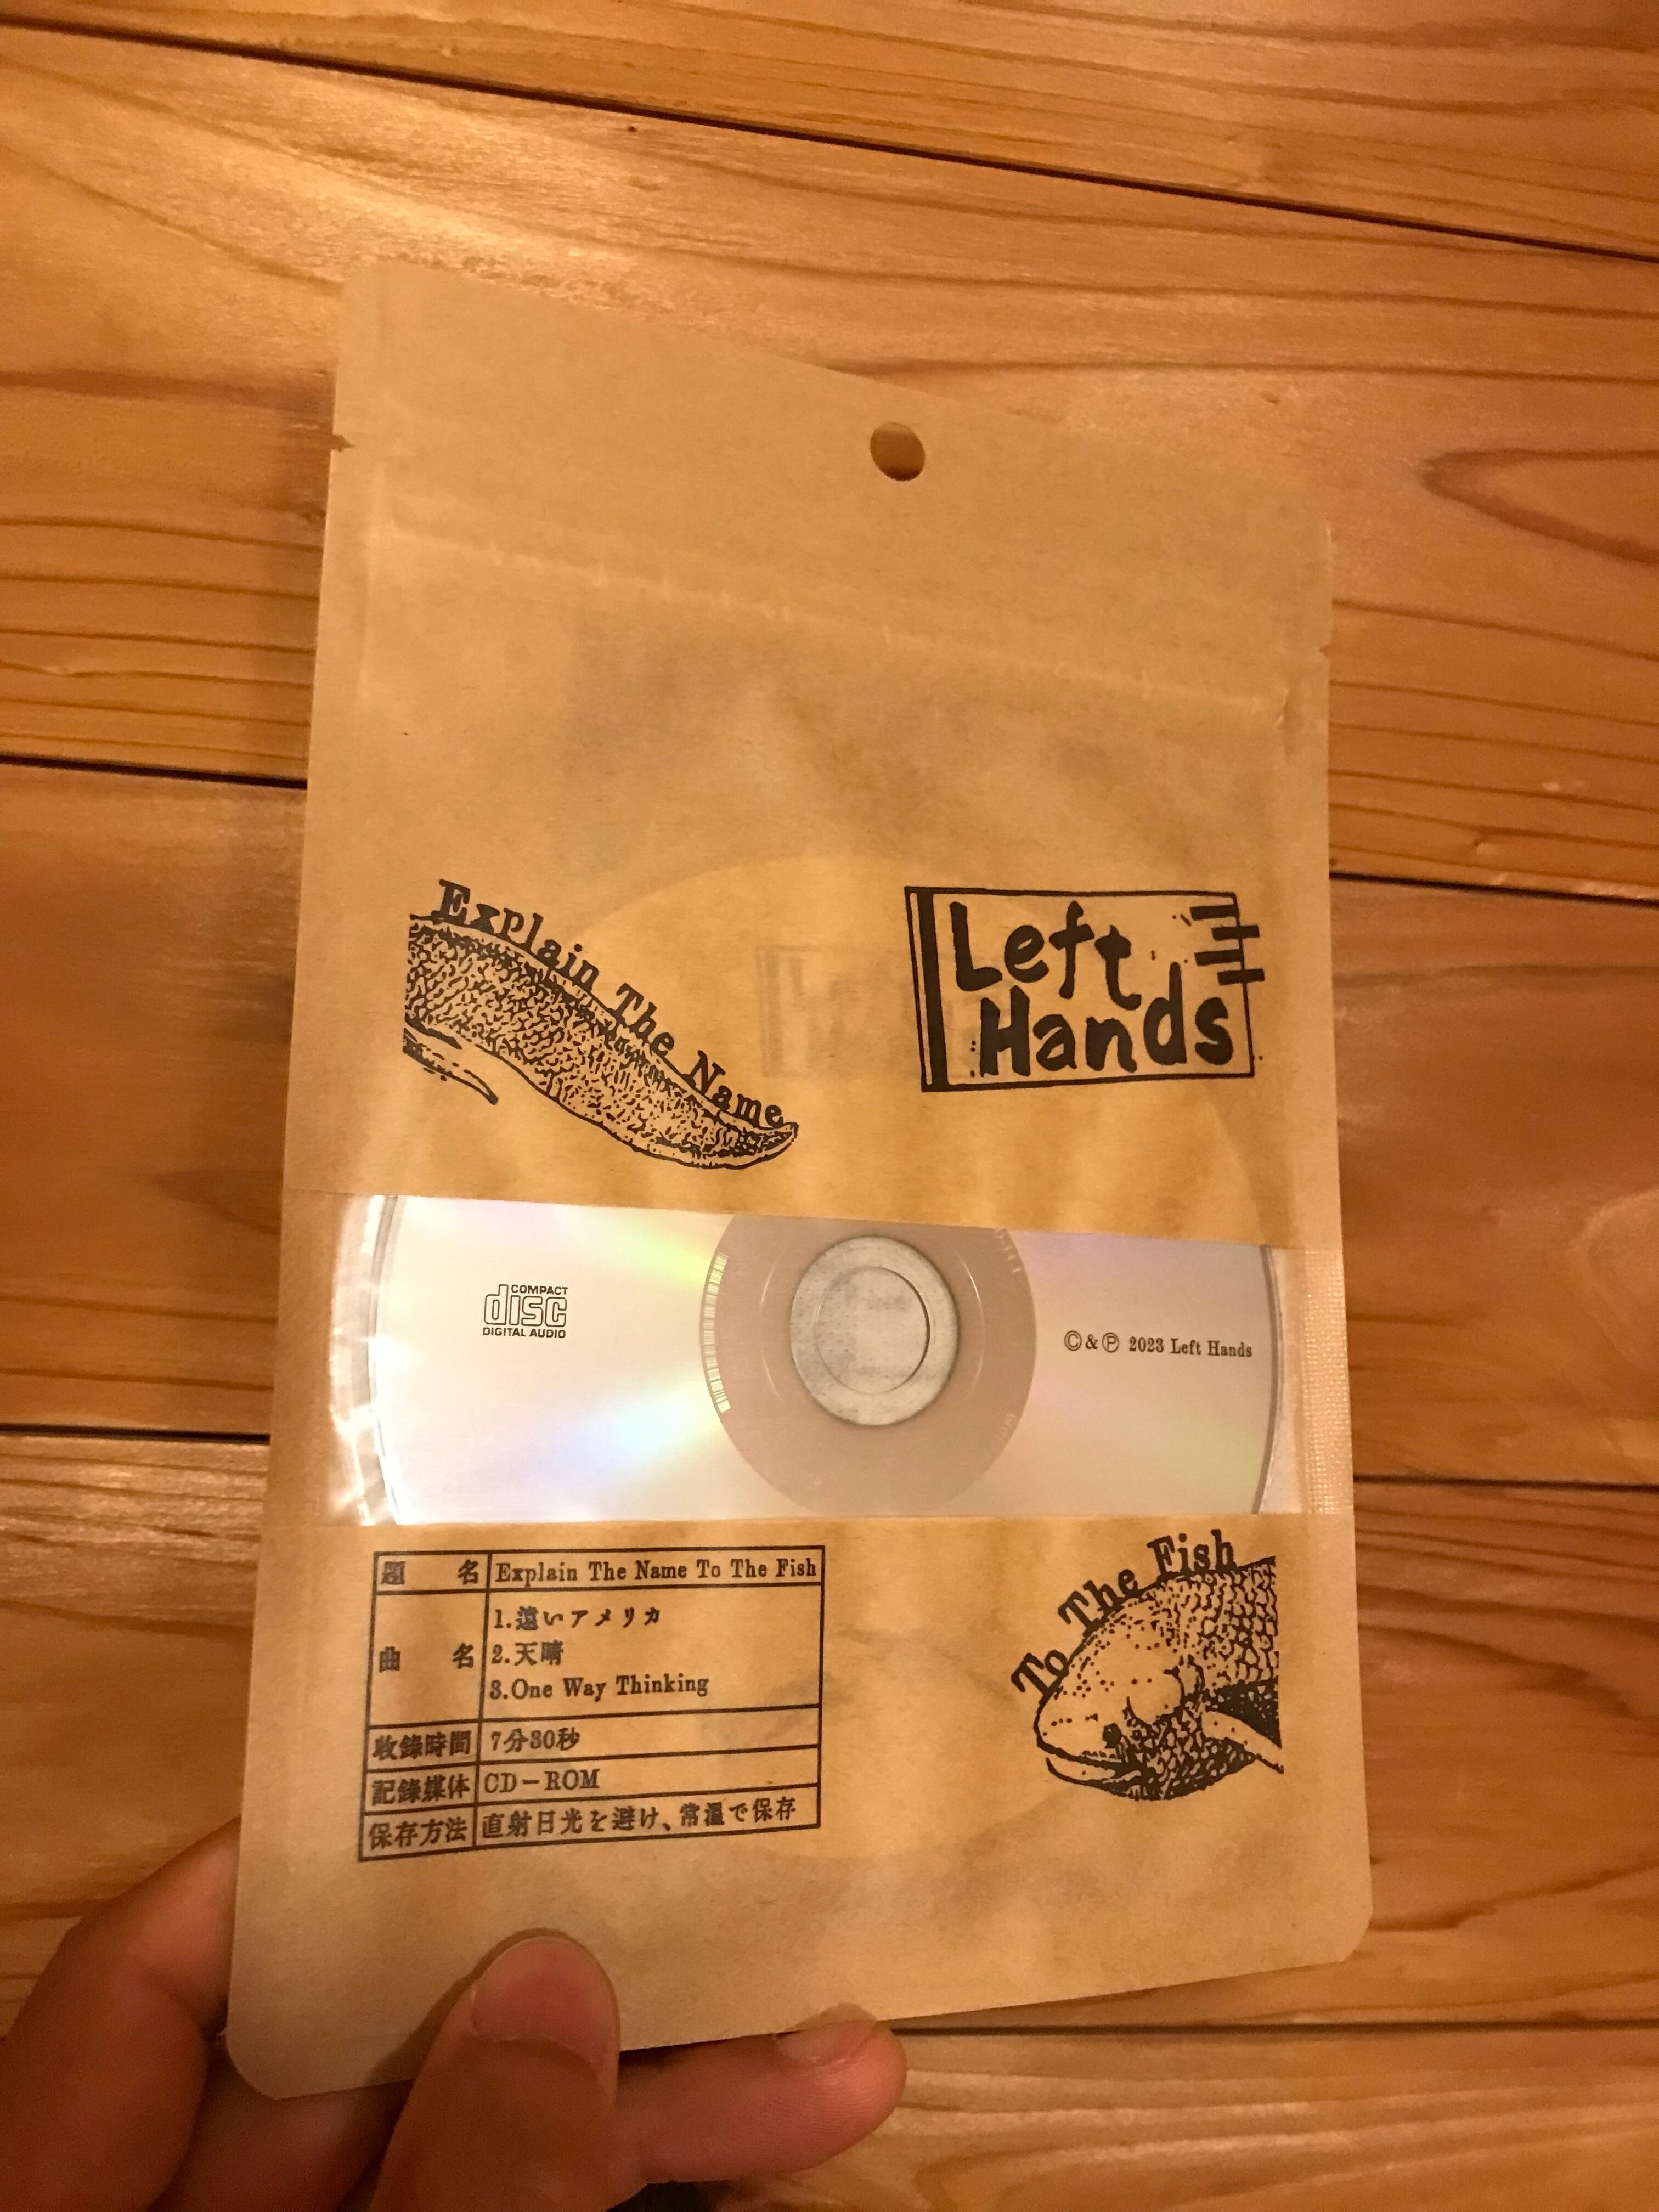 Explain The Name
Left
Hands
COMPACT
disc
DIGITAL AUDIO
©&℗ 2023 Left Hands
To The Fish
題名 Explain The Name To The Fish
曲名
1.遠いアメリカ
2.天晴
3.One Way Thinking
収録時間 7分30秒
記録媒体 CD－ROM
保存方法 直射日光を避け、常温で保存